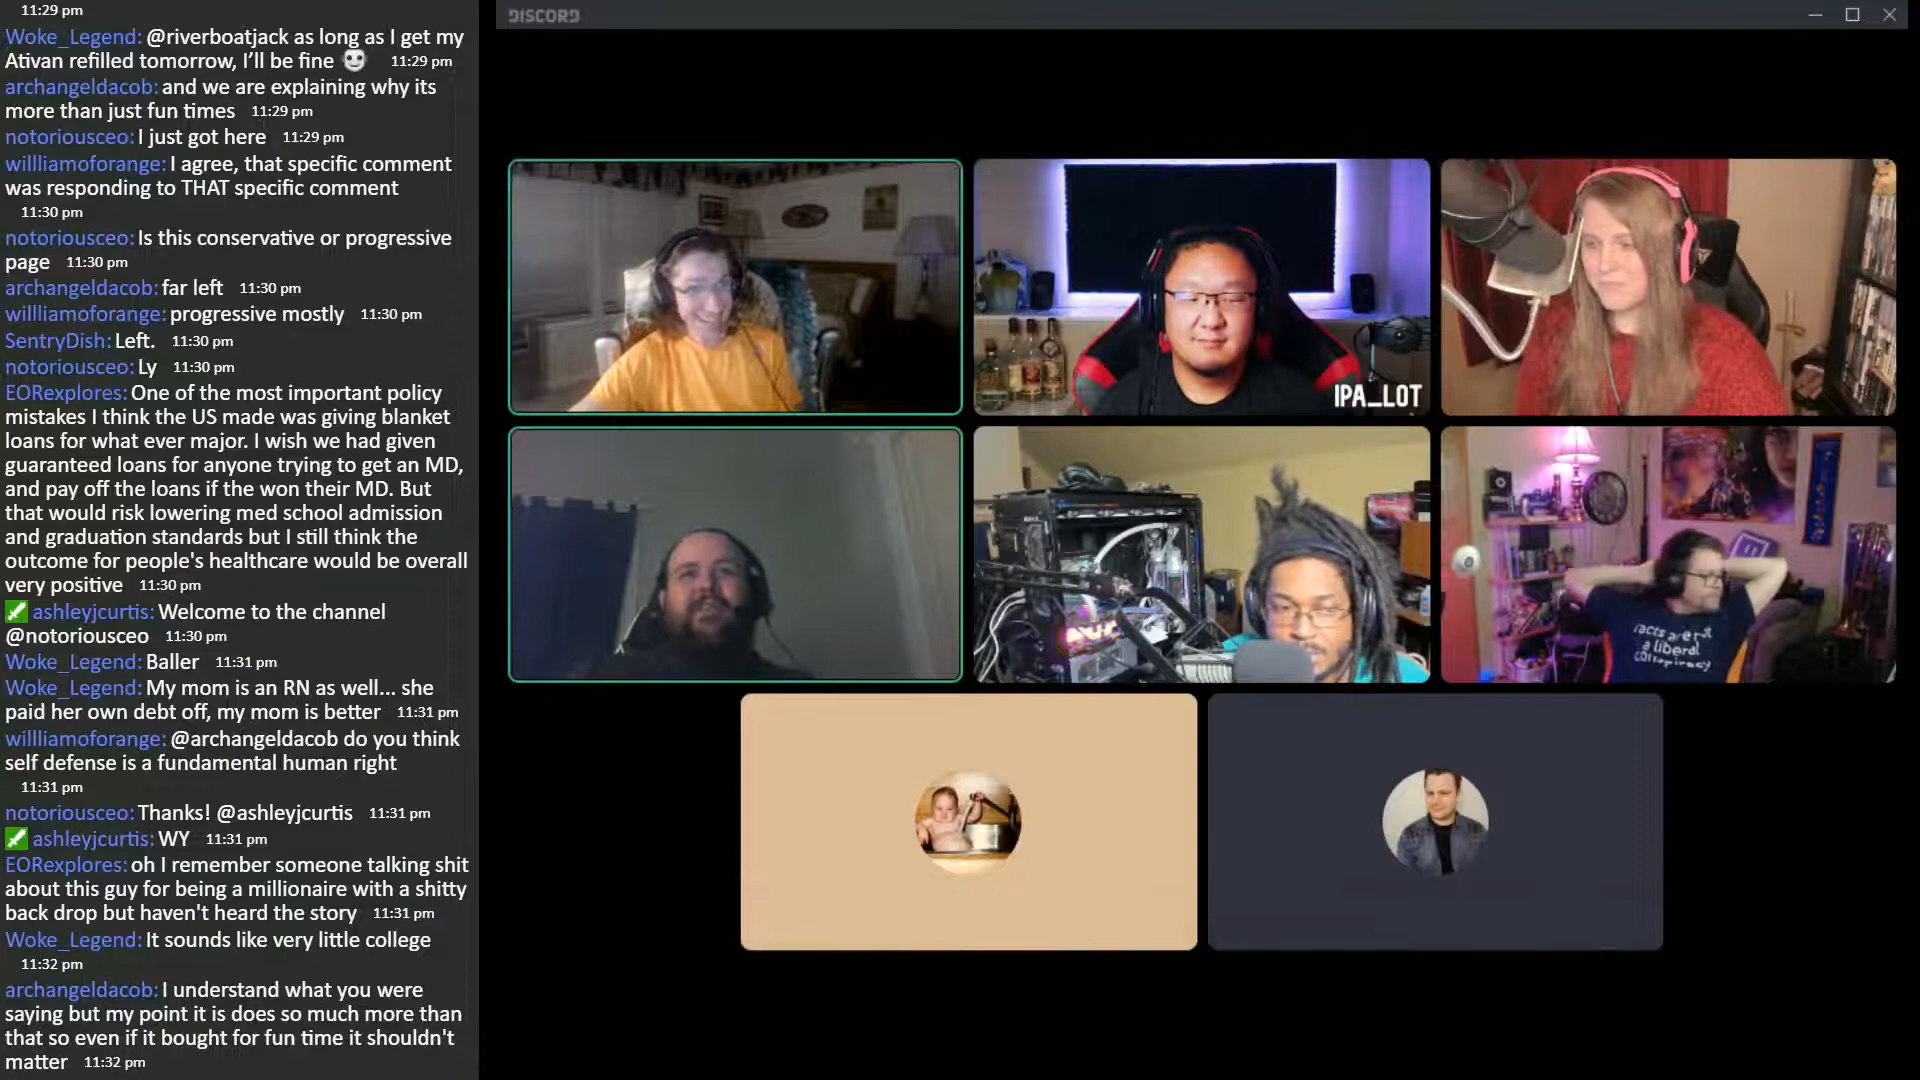 11:29 pm
Woke_Legend: @riverboatjack as long as I get my
Ativan refilled tomorrow, I'll be fine 11:29 pm
archangeldacob: and we are explaining why its
more than just fun times 11:29 pm
notoriousceo: I just got here 11:29 pm
willliamoforange: I agree, that specific comment
was responding to THAT specific comment
11:30 pm
notoriousceo: Is this conservative or progressive
page 11:30 pm
archangeldacob: far left 11:30 pm
willliamoforange: progressive mostly 11:30 pm
SentryDish: Left. 11:30 pm
notoriousceo: Ly 11:30 pm
EORexplores: One of the most important policy
mistakes I think the US made was giving blanket
loans for what ever major. I wish we had given
guaranteed loans for anyone trying to get an MD,
and pay off the loans if the won their MD. But
that would risk lowering med school admission
and graduation standards but I still think the
outcome for people's healthcare would be overall
very positive 11:30 pm
ashleyjcurtis: Welcome to the channel
@notoriousceo 11:30 pm
Woke_Legend: Baller 11:31 pm
Woke_Legend: My mom is an RN as well... she
paid her own debt off, my mom is better 11:31 pm
willliamoforange: @archangeldacob do you think
self defense is a fundamental human right
11:31 pm
notoriousceo: Thanks! @ashleyjcurtis 11:31 pm
ashleyjcurtis: WY 11:31 pm
EORexplores: oh I remember someone talking shit
about this guy for being a millionaire with a shitty
back drop but haven't heard the story 11:31 pm
Woke_Legend: It sounds like very little college
11:32 pm
archangeldacob: I understand what you were
saying but my point it is does so much more than
that so even if it bought for fun time it shouldn't
matter 11:32 pm
DISCORD
IPA_LOT
facts aren't
a liberal
conspiracy